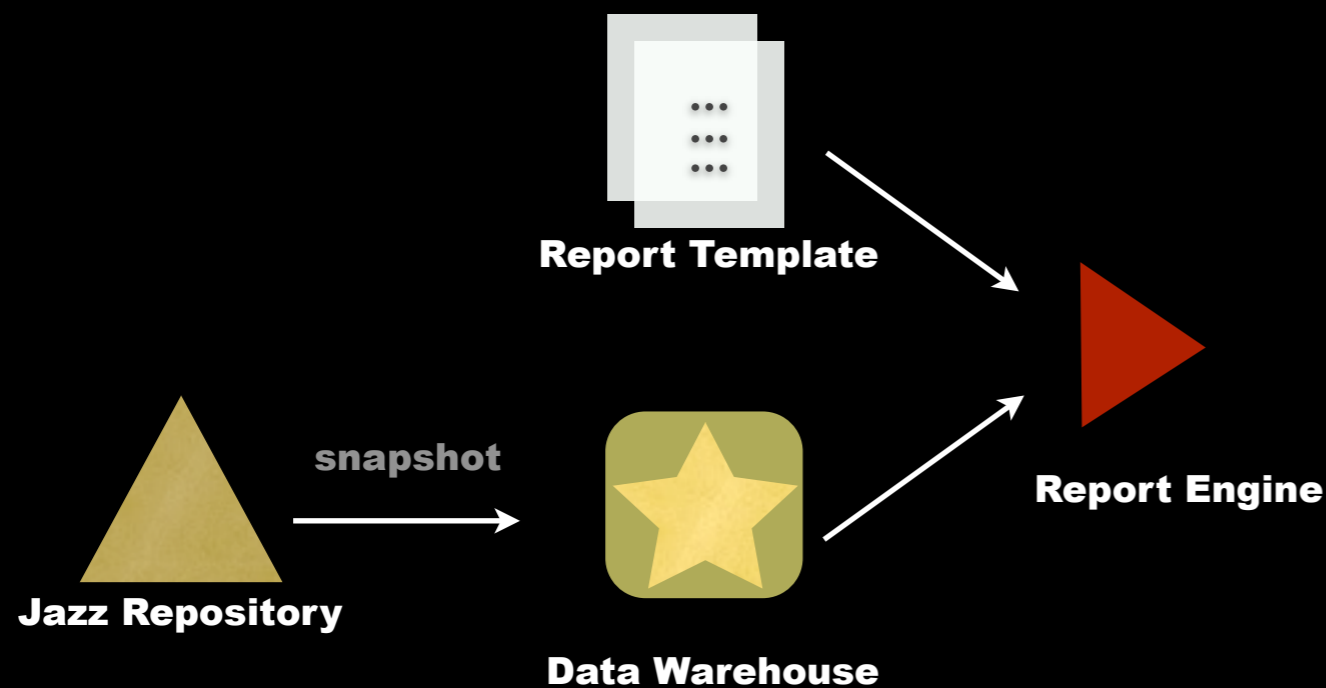 Report Template
snapshot
Report Engine
Jazz Repository
Data Warehouse